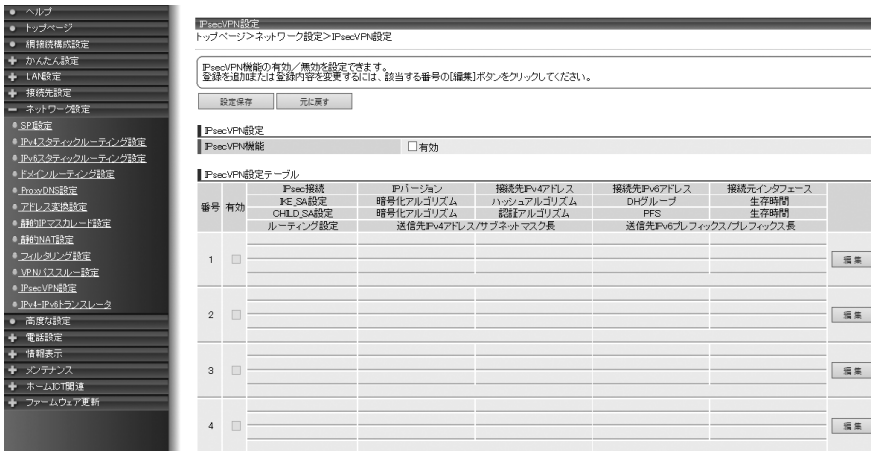 ヘルプ
トップページ
網接続構成設定
かんたん設定
LAN設定
接続先設定
ネットワーク設定
SPI設定
IPv4スタティックルーティング設定
IPv6スタティックルーティング設定
ドメインルーティング設定
ProxyDNS設定
アドレス変換設定
静的IPマスカレード設定
静的NAT設定
フィルタリング設定
VPNパススルー設定
IPsecVPN設定
IPv4-IPv6トランスレータ
高度な設定
電話設定
情報表示
メンテナンス
ホームICT関連
ファームウェア更新
IPsecVPN設定
トップページ>ネットワーク設定>IPsecVPN設定
IPsecVPN機能の有効/無効を設定できます。
登録を追加または登録内容を変更するには、該当する番号の[編集]ボタンをクリックしてください。
設定保存 元に戻す
IPsecVPN設定
IPsecVPN機能 有効
IPsecVPN設定テーブル
番号 有効
IPsec接続 IPバージョン 接続先IPv4アドレス 接続先IPv6アドレス 接続元インタフェース
IKE_SA設定 暗号化アルゴリズム ハッシュアルゴリズム DHグループ 生存時間
CHILD_SA設定 暗号化アルゴリズム 認証アルゴリズム PFS 生存時間
ルーティング設定 送信先IPv4アドレス/サブネットマスク長 送信先IPv6プレフィックス/プレフィックス長
1 編集
2 編集
3 編集
4 編集